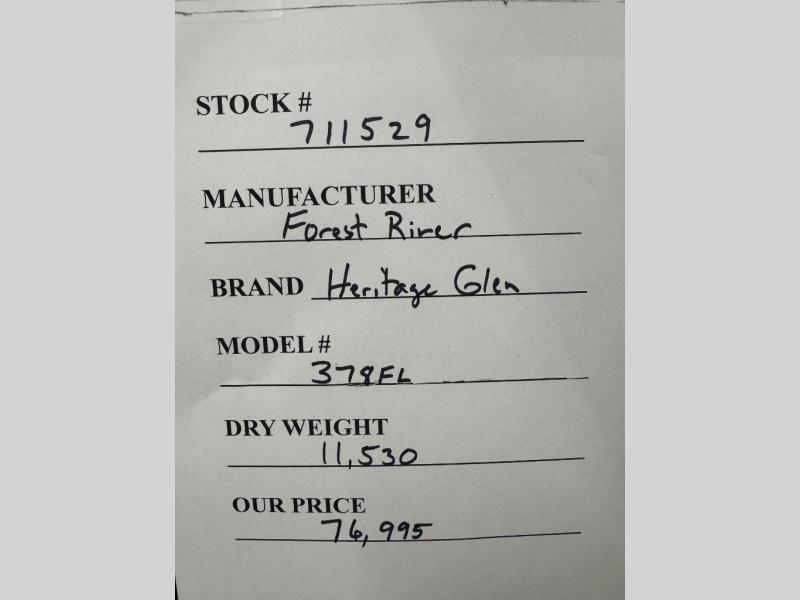 STOCK #
711529
MANUFACTURER
Forest River
BRAND Heritage Glen
MODEL #
378FL
DRY WEIGHT
11,530
OUR PRICE
76,995